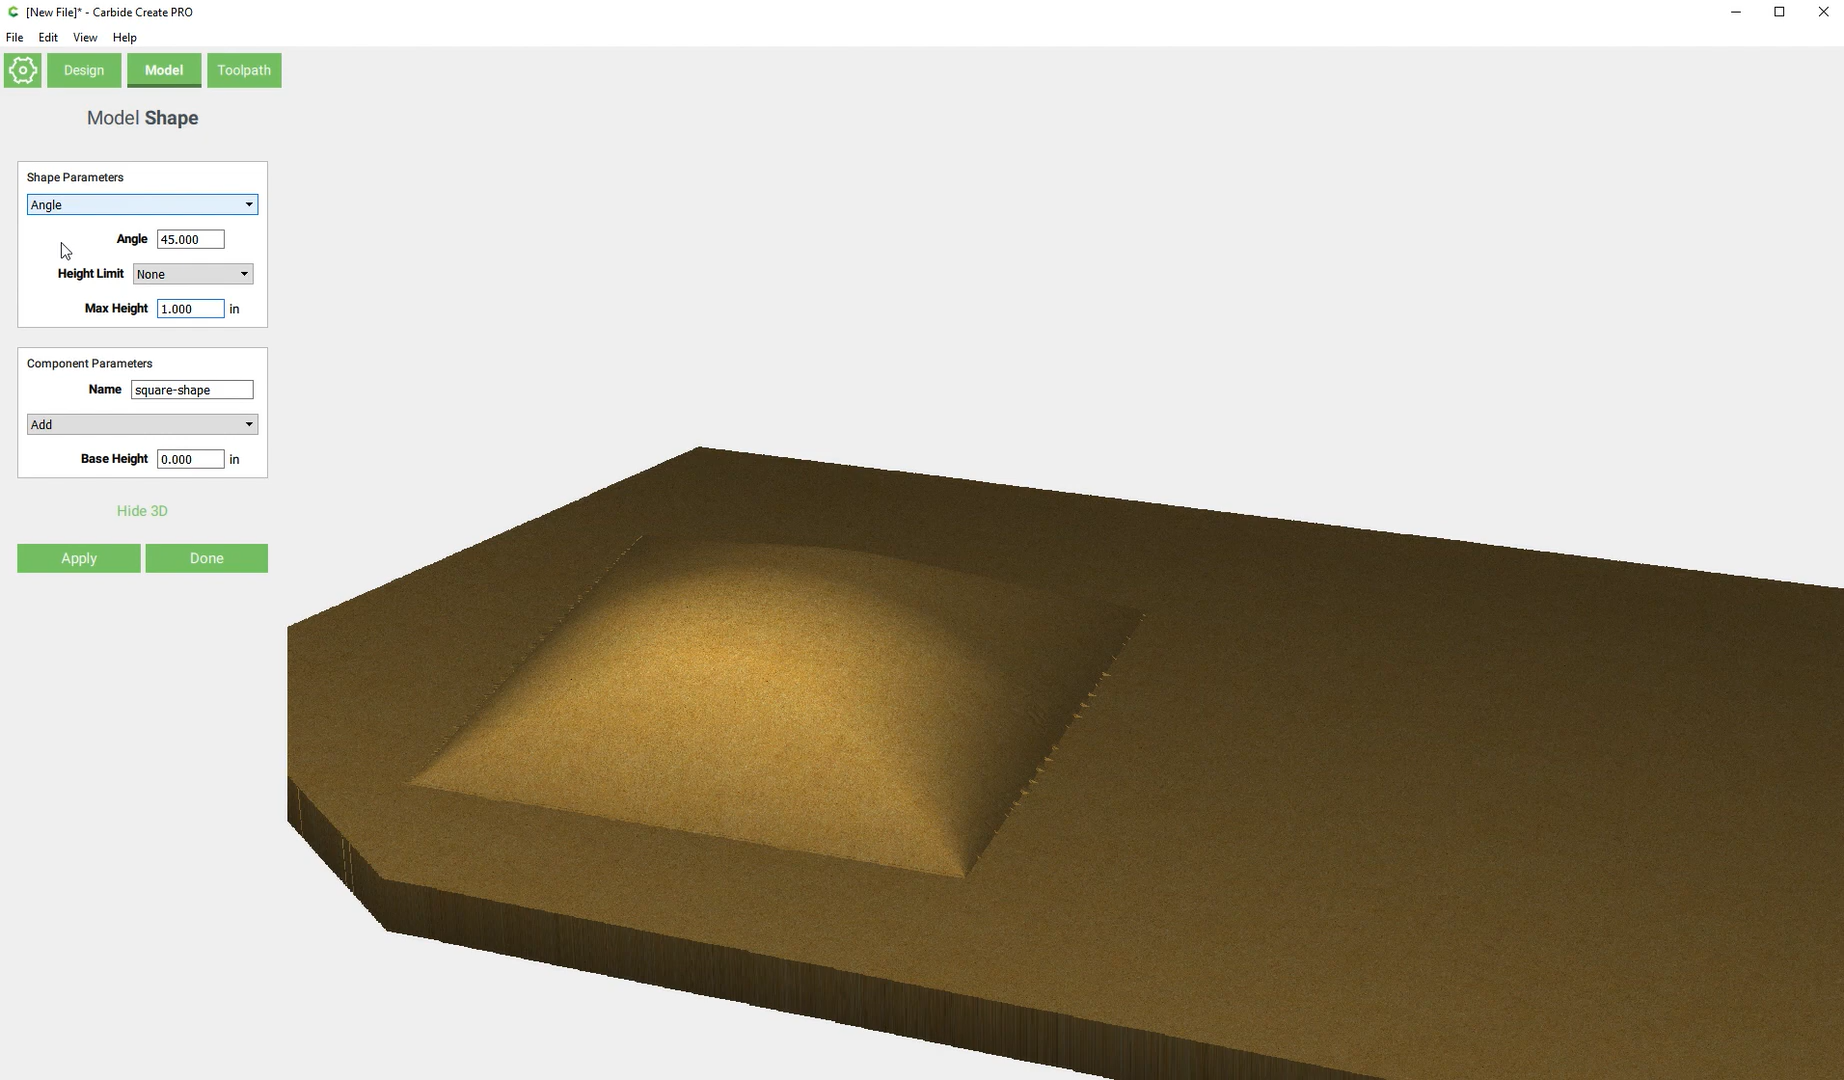 [New File]* - Carbide Create PRO
File Edit View Help
Design Model Toolpath
Model Shape
Shape Parameters
Angle
Angle 45.000
Height Limit None
Max Height 1.000 in
Component Parameters
Name square-shape
Add
Base Height 0.000 in
Hide 3D
Apply Done